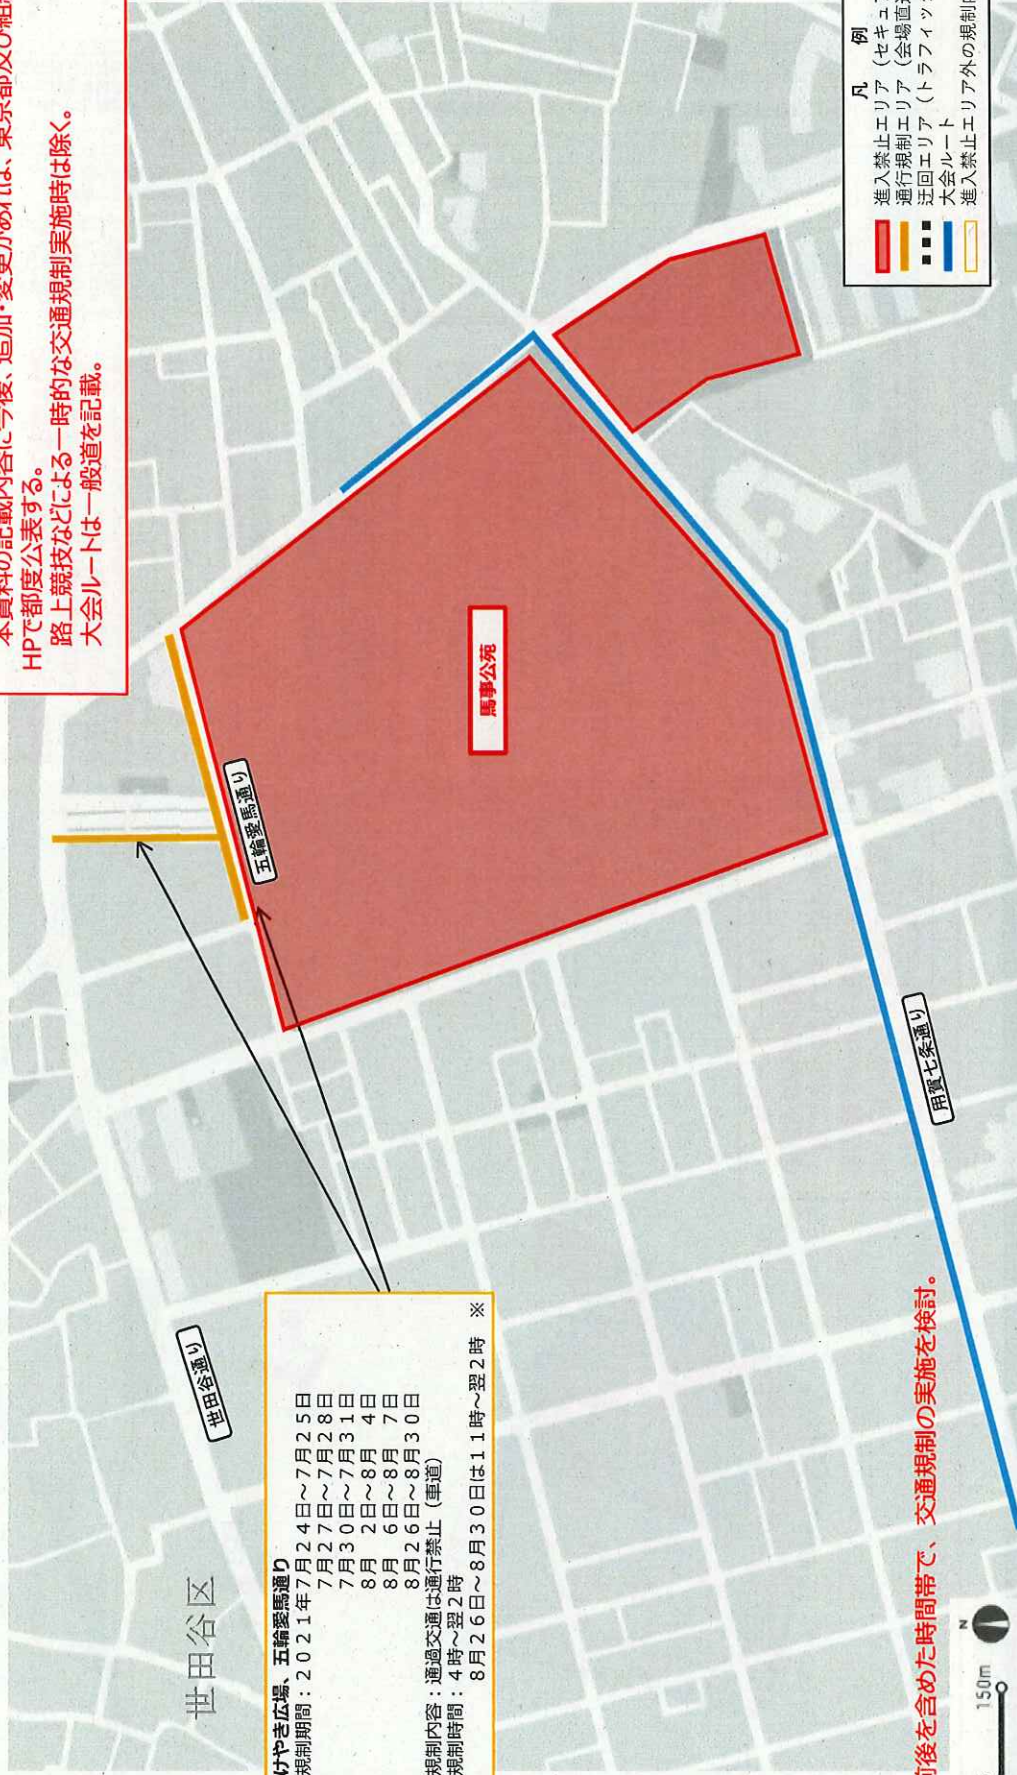 本資料の記載内容に今後、追加・変更があれば、東京都及び組
HPで都度公表する。
路上競技などによる一時的な交通規制実施時は除く。
大会ルートは一般道を記載。
凡　例
進入禁止エリア（セキュ
通行規制エリア（会場直近
迂回エリア（トラフィッ
大会ルート
進入禁止エリア外の規制
馬事公苑
五輪愛馬通り
世田谷通り
用賀七条通り
世田谷区
けやき広場、五輪愛馬通り
規制期間：２０２１年７月２４日～７月２５日
７月２７日～７月２８日
７月３０日～７月３１日
８月　２日～８月　４日
８月　６日～８月　７日
８月２６日～８月３０日
規制内容：通過交通は通行禁止（車道）
規制時間：４時～翌２時
８月２６日～８月３０日は１１時～翌２時　※
前後を含めた時間帯で、交通規制の実施を検討。
N
150m